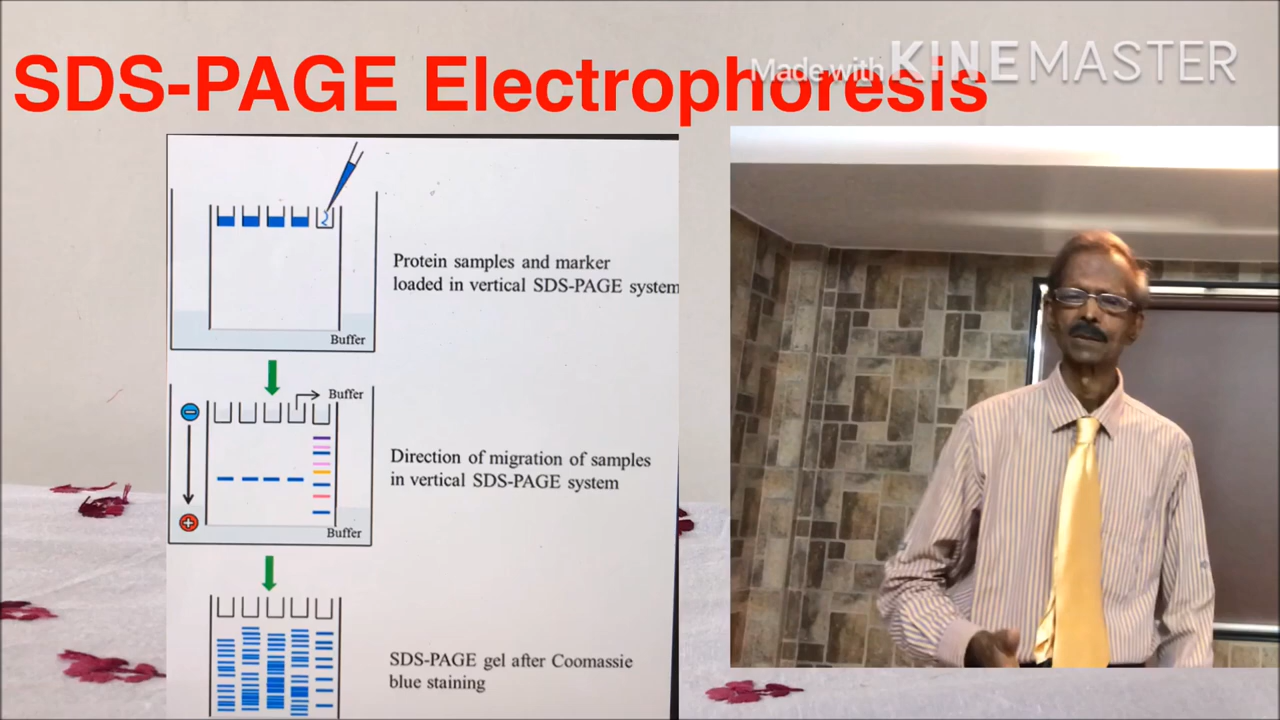 SDS-PAGE Electrophoresis
Made with KINEMASTER
Protein samples and marker
loaded in vertical SDS-PAGE system
Buffer
Buffer
Direction of migration of samples
in vertical SDS-PAGE system
Buffer
SDS-PAGE gel after Coomassie
blue staining